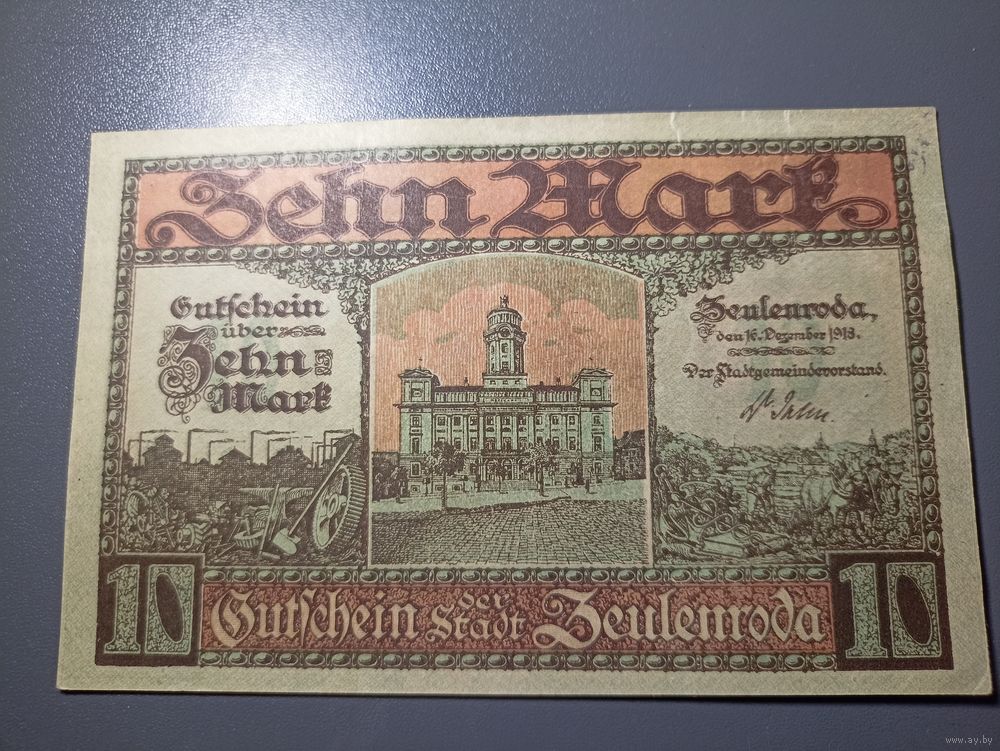 Zehn Mark
Gutschein
über
Zehn
Mark
Zeulenroda,
den 16. Dezember 1918.
Der Stadtgemeindevorstand.
10
Gutschein der Stadt Zeulenroda
10
www.ay.by